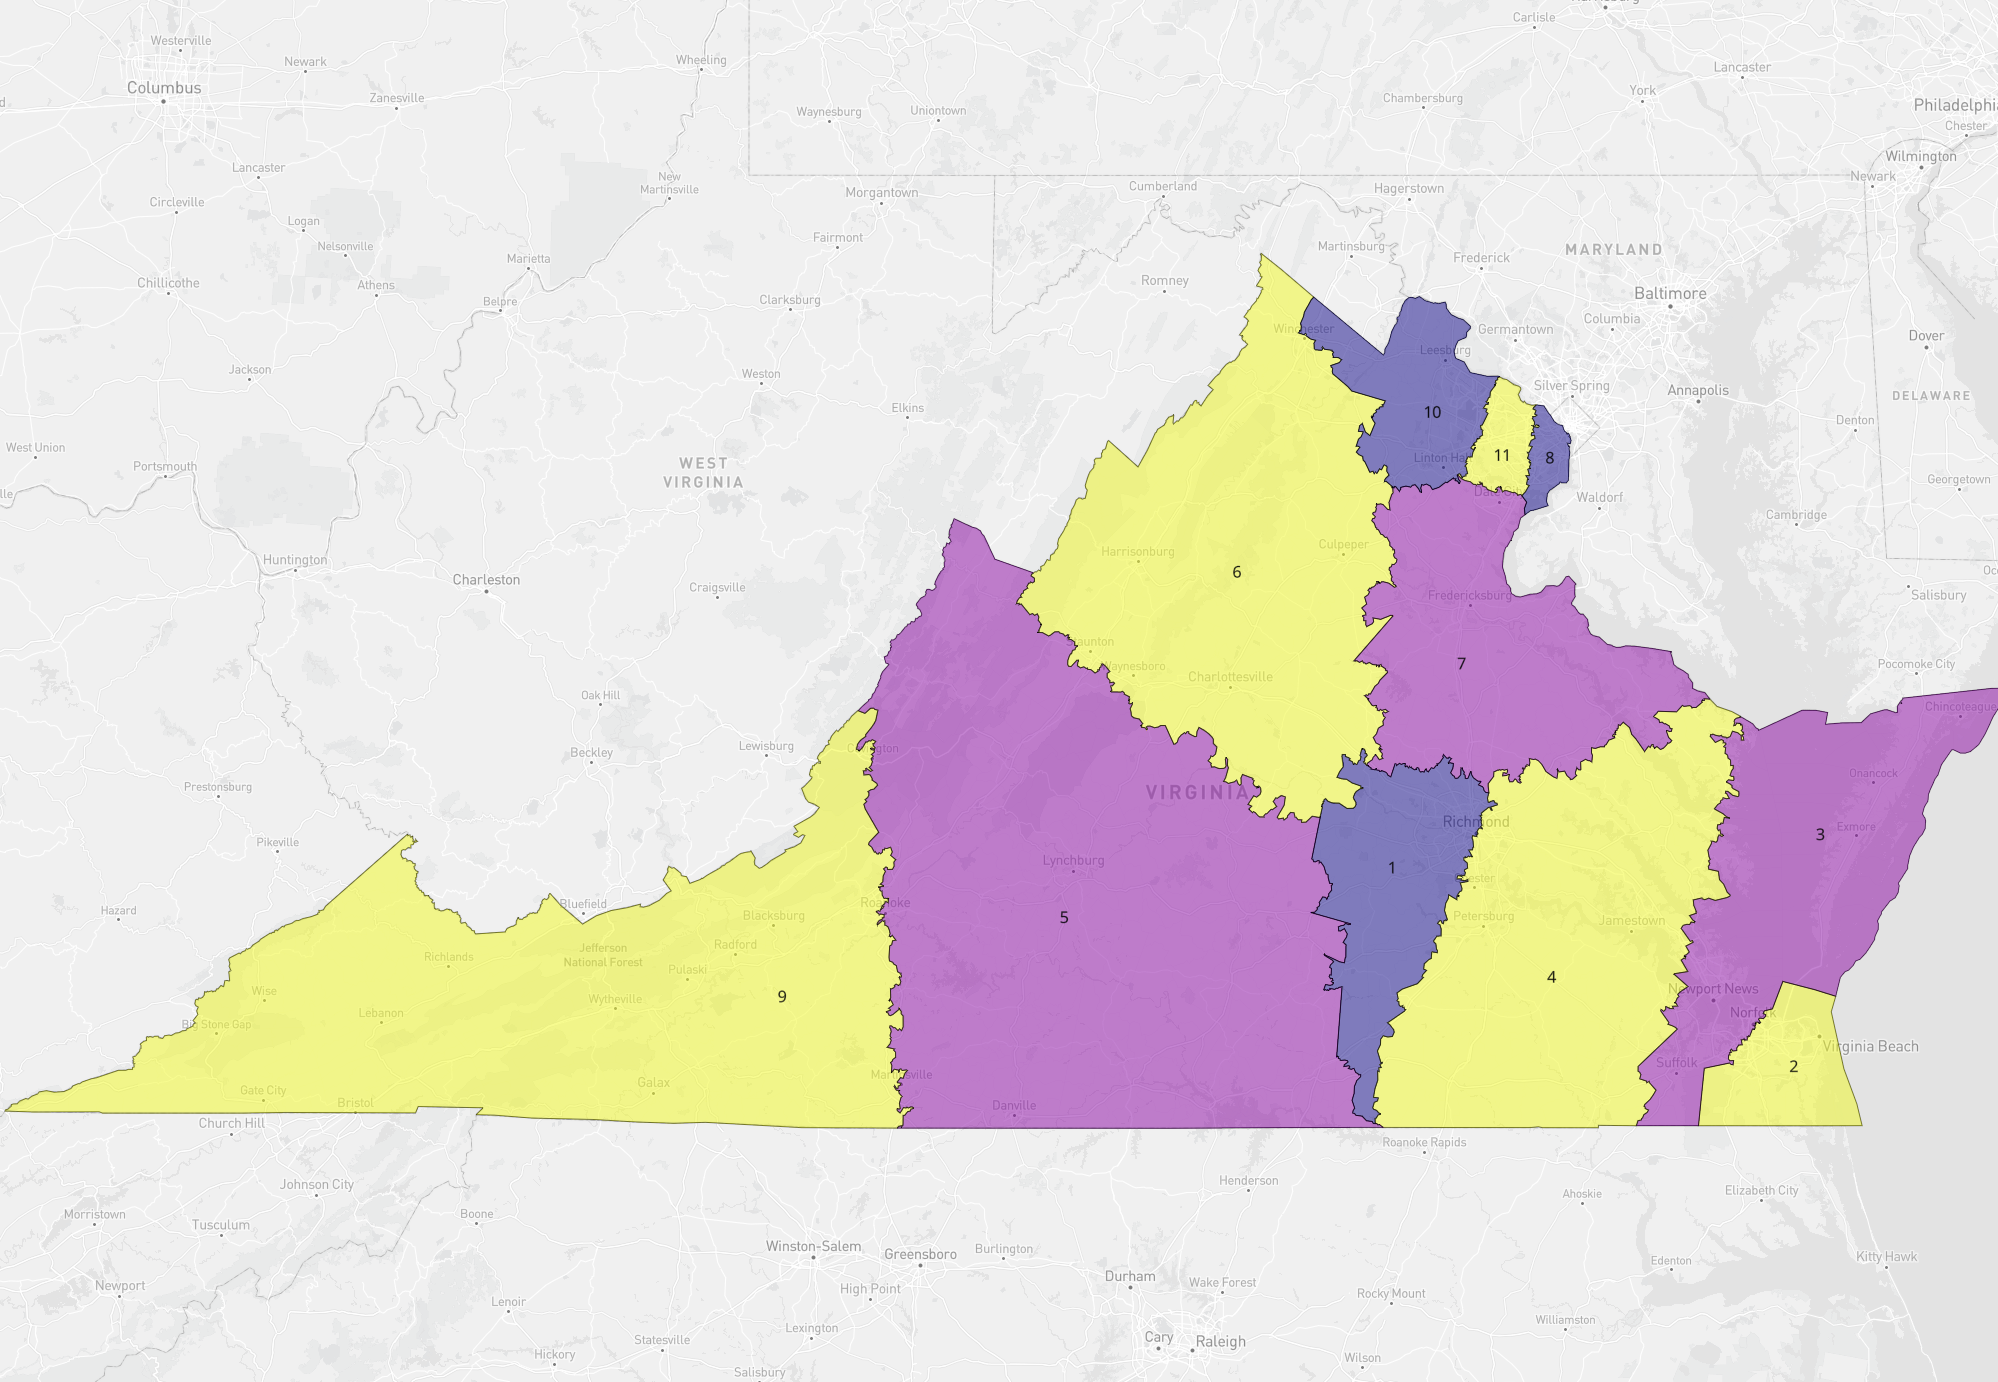 Harrisburg
Carlisle
Westerville
Newark
Wheeling
Lancaster
Columbus
Zanesville
York
Waynesburg
Uniontown
Chambersburg
Philadelphia
Chester
Lancaster
New
Martinsville
Wilmington
Newark
Circleville
Morgantown
Cumberland
Hagerstown
Logan
Nelsonville
Fairmont
Martinsburg
MARYLAND
Frederick
Marietta
Chillicothe
Athens
Romney
Baltimore
Belpre
Clarksburg
Columbia
Winchester
Germantown
Dover
Leesburg
Jackson
Weston
Silver Spring
Annapolis
DELAWARE
Elkins
10
Denton
West Union
Portsmouth
WEST
VIRGINIA
Linton Hall
11
8
Georgetown
Dale City
Waldorf
Cambridge
Huntington
Charleston
Craigsville
Harrisonburg
Culpeper
6
Fredericksburg
Salisbury
Staunton
Waynesboro
Charlottesville
7
Pocomoke City
Oak Hill
Chincoteague
Beckley
Lewisburg
Covington
Prestonsburg
VIRGINIA
Onancock
Pikeville
Richmond
Exmore
3
Lynchburg
1
Hazard
Bluefield
Roanoke
Blacksburg
5
Petersburg
Jamestown
Richlands
Jefferson
National Forest
Radford
Pulaski
Wise
Wytheville
9
4
Newport News
Lebanon
Norfolk
Big Stone Gap
Virginia Beach
Suffolk
2
Gate City
Galax
Martinsville
Bristol
Danville
Church Hill
Roanoke Rapids
Johnson City
Henderson
Ahoskie
Elizabeth City
Morristown
Tusculum
Boone
Winston-Salem
Greensboro
Burlington
Edenton
Kitty Hawk
Newport
High Point
Durham
Wake Forest
Rocky Mount
Lenoir
Lexington
Williamston
Statesville
Cary
Raleigh
Hickory
Salisbury
Wilson